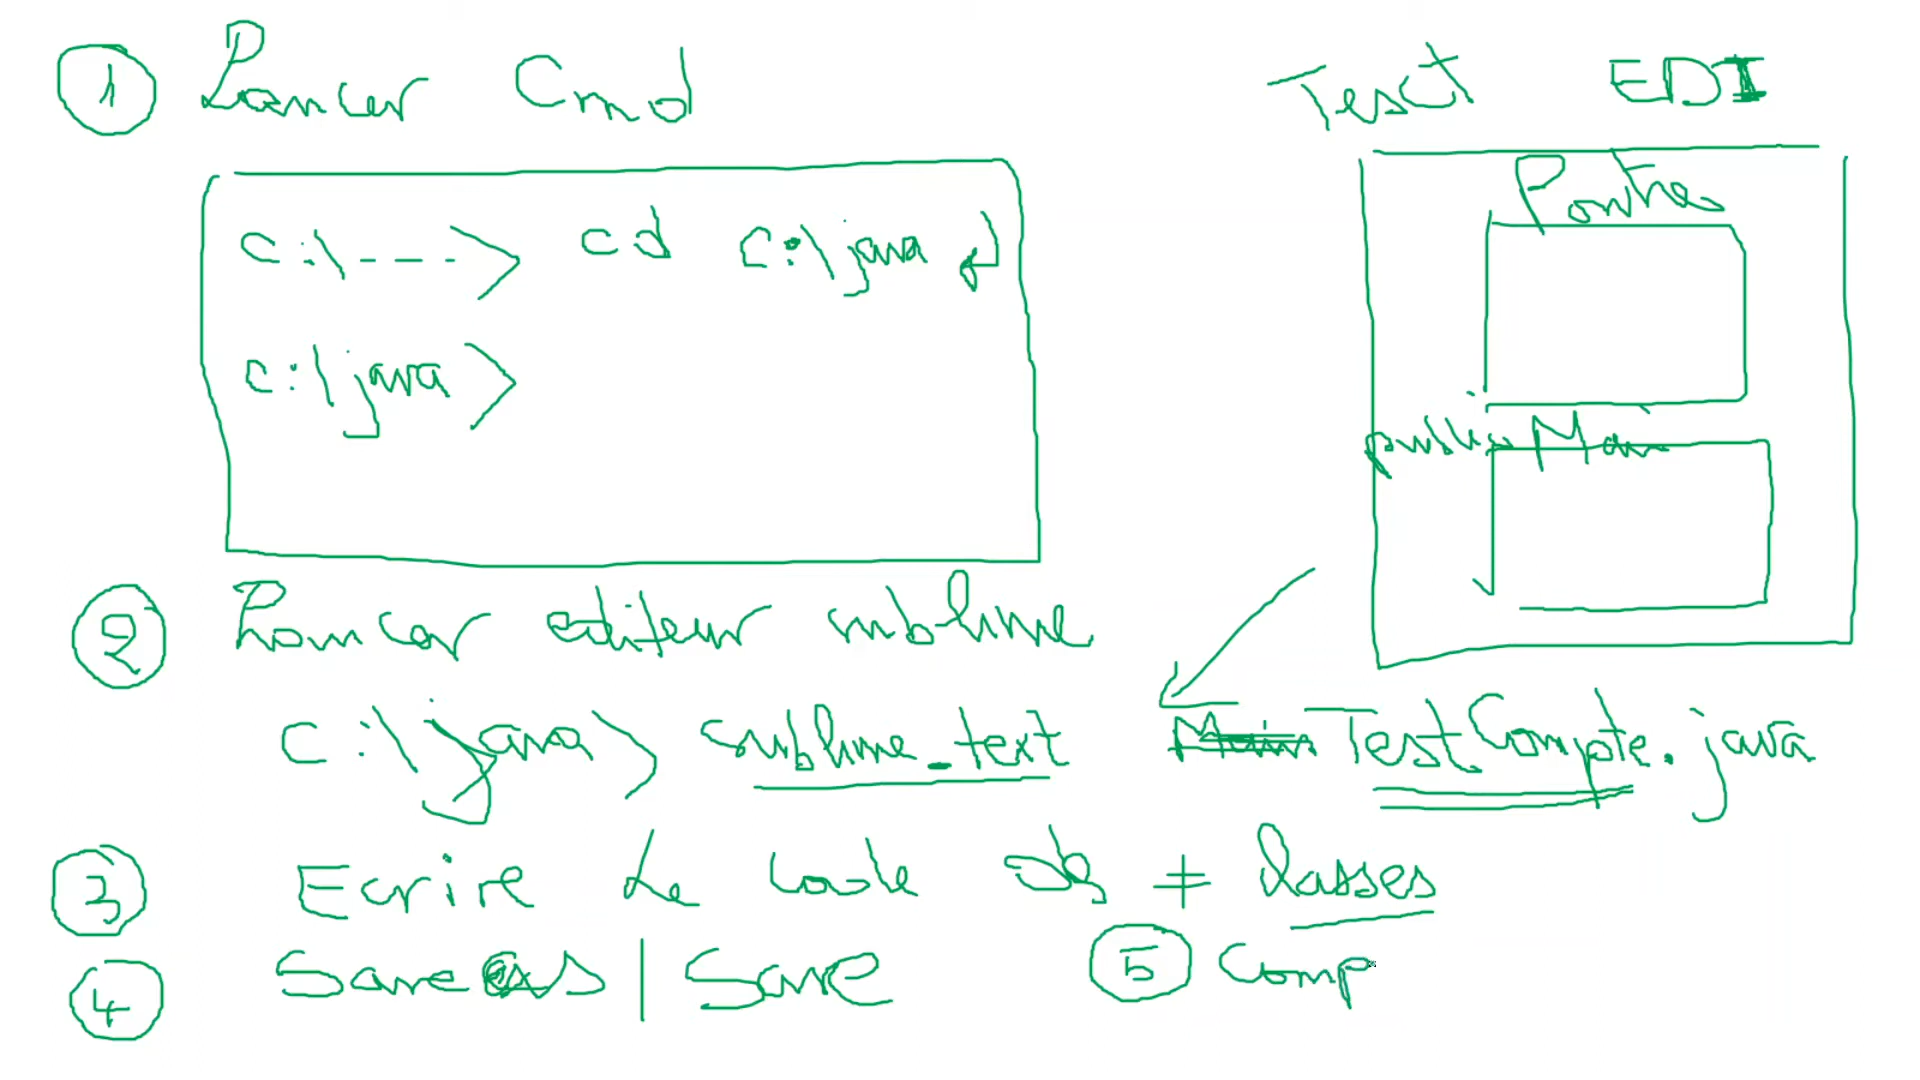 ① Lancer Cmd
Test EDI
c:\---> cd c:\java ↲
c:\java>
public Main
② Lancer editeur sublime
c:\java> sublime_text Main TestCompte.java
③ Ecrire Le code des ≠ classes
④ Save as | Save
⑤ Comp